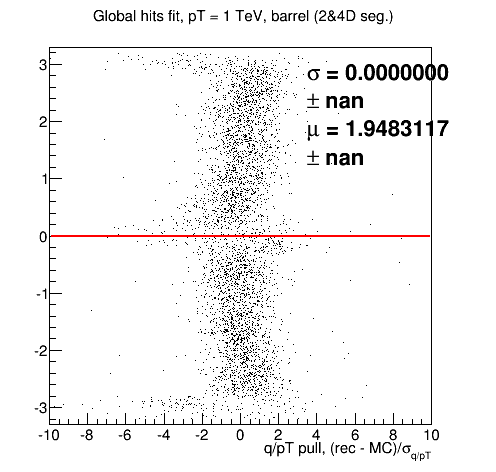 Global hits fit, pT = 1 TeV, barrel (2&4D seg.)
3
σ = 0.0000000
± nan
2
μ = 1.9483117
± nan
1
0
-1
-2
-3
-10 -8 -6 -4 -2 0 2 4 6 8 10
q/pT pull, (rec - MC)/σq/pT